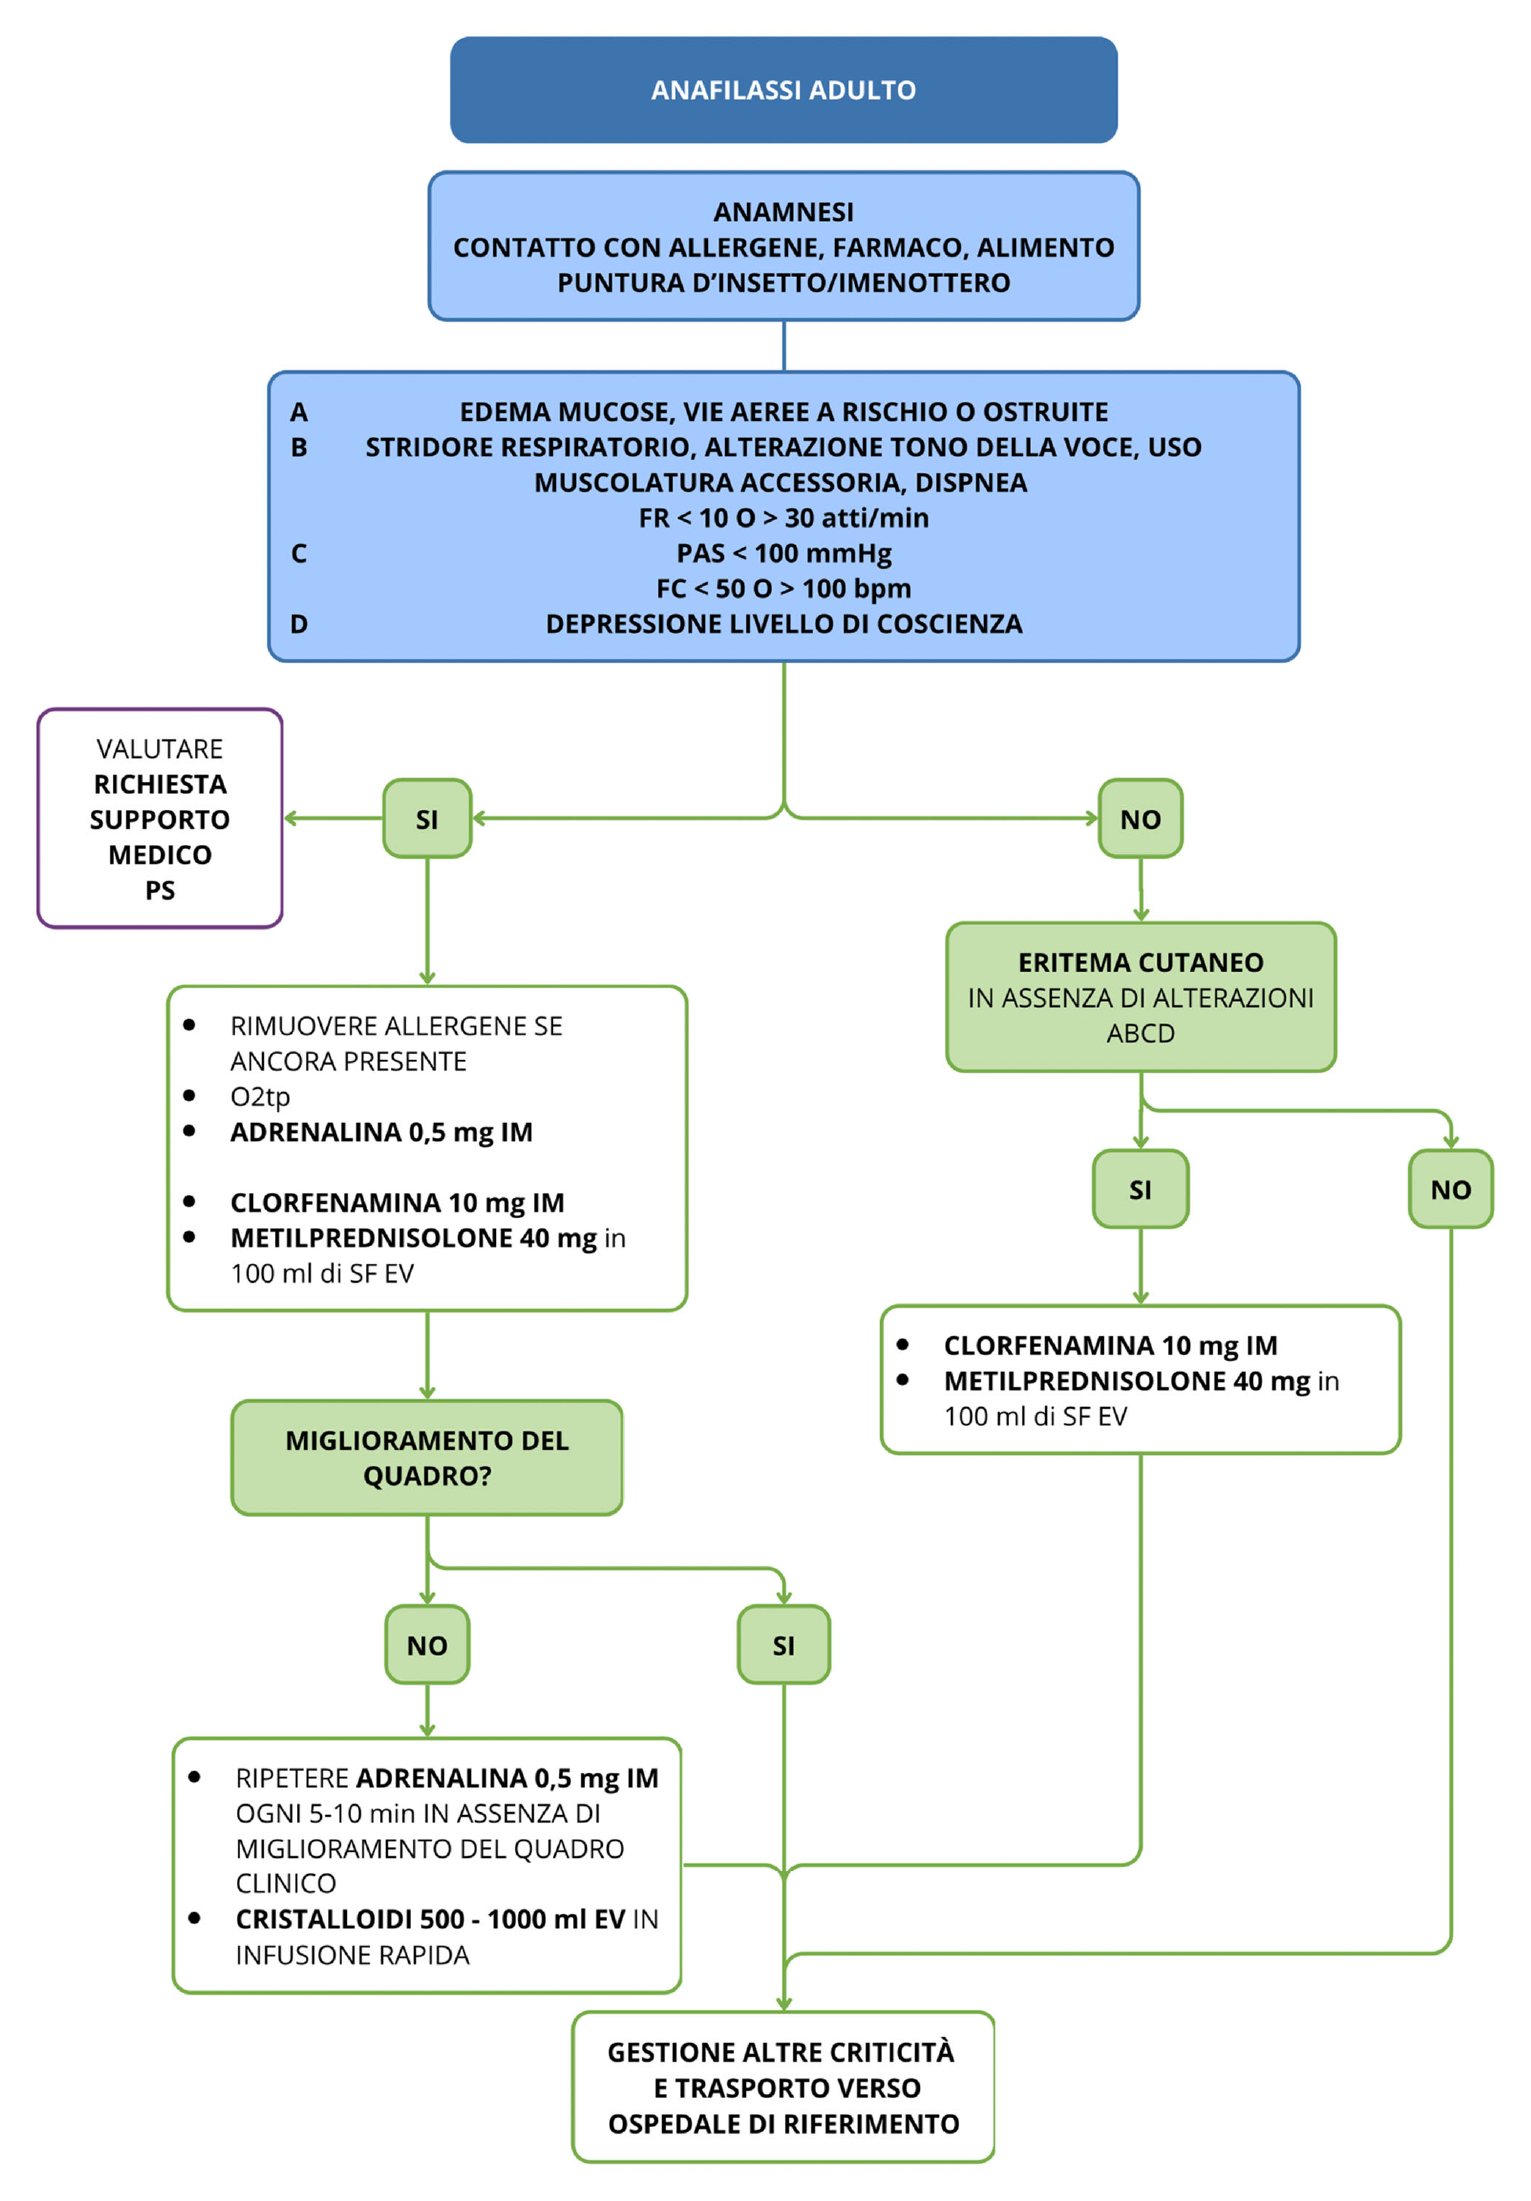 ANAFILASSI ADULTO
ANAMNESI
CONTATTO CON ALLERGENE, FARMACO, ALIMENTO
PUNTURA D’INSETTO/IMENOTTERO
A EDEMA MUCOSE, VIE AEREE A RISCHIO O OSTRUITE
B STRIDORE RESPIRATORIO, ALTERAZIONE TONO DELLA VOCE, USO
MUSCOLATURA ACCESSORIA, DISPNEA
FR < 10 O > 30 atti/min
C PAS < 100 mmHg
FC < 50 O > 100 bpm
D DEPRESSIONE LIVELLO DI COSCIENZA
VALUTARE
RICHIESTA
SUPPORTO
MEDICO
PS
SI
NO
ERITEMA CUTANEO
IN ASSENZA DI ALTERAZIONI
ABCD
• RIMUOVERE ALLERGENE SE
ANCORA PRESENTE
• O2tp
• ADRENALINA 0,5 mg IM
• CLORFENAMINA 10 mg IM
• METILPREDNISOLONE 40 mg in
100 ml di SF EV
SI
NO
• CLORFENAMINA 10 mg IM
• METILPREDNISOLONE 40 mg in
100 ml di SF EV
MIGLIORAMENTO DEL
QUADRO?
NO
SI
• RIPETERE ADRENALINA 0,5 mg IM
OGNI 5-10 min IN ASSENZA DI
MIGLIORAMENTO DEL QUADRO
CLINICO
• CRISTALLOIDI 500 - 1000 ml EV IN
INFUSIONE RAPIDA
GESTIONE ALTRE CRITICITÀ
E TRASPORTO VERSO
OSPEDALE DI RIFERIMENTO